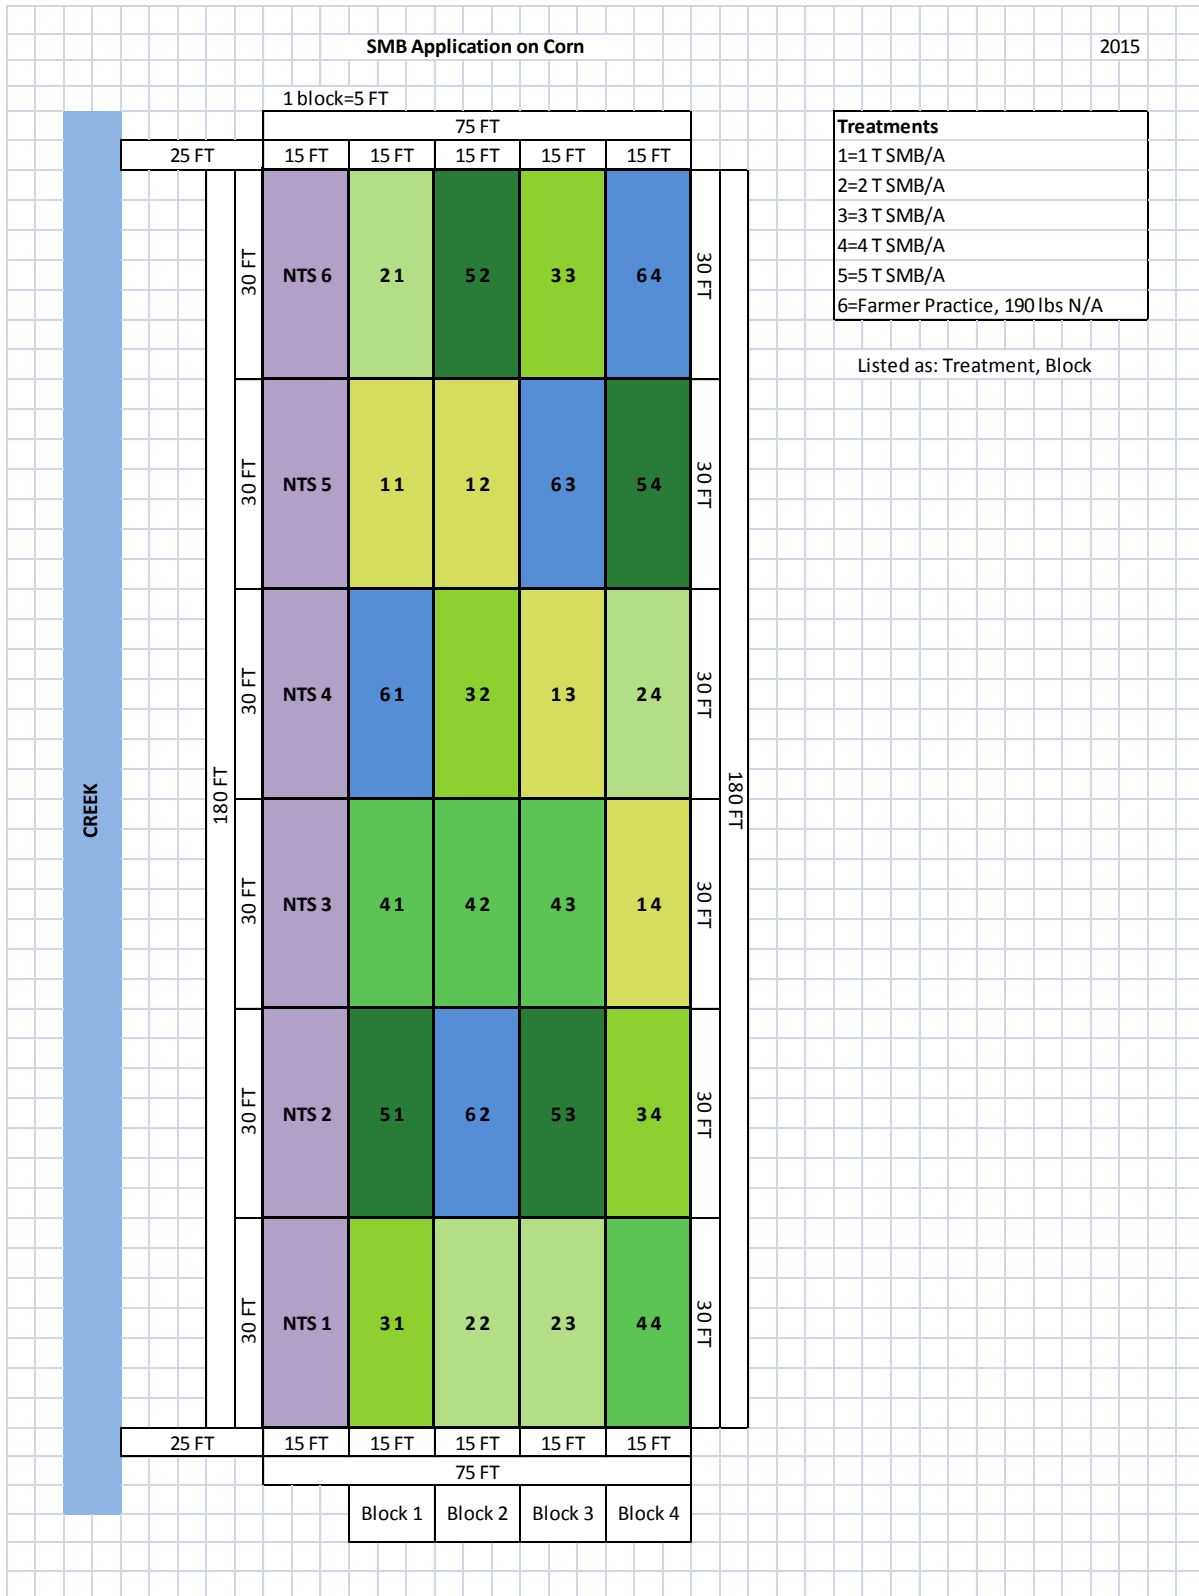 SMB Application on Corn 2015
1 block=5 FT
75 FT
Treatments
25 FT 15 FT 15 FT 15 FT 15 FT 15 FT
1=1 T SMB/A
2=2 T SMB/A
3=3 T SMB/A
4=4 T SMB/A
5=5 T SMB/A
6=Farmer Practice, 190 lbs N/A
Listed as: Treatment, Block
30 FT NTS 6 2 1 5 2 3 3 6 4 30 FT
30 FT NTS 5 1 1 1 2 6 3 5 4 30 FT
30 FT NTS 4 6 1 3 2 1 3 2 4 30 FT
CREEK 180 FT 180 FT
30 FT NTS 3 4 1 4 2 4 3 1 4 30 FT
30 FT NTS 2 5 1 6 2 5 3 3 4 30 FT
30 FT NTS 1 3 1 2 2 2 3 4 4 30 FT
25 FT 15 FT 15 FT 15 FT 15 FT 15 FT
75 FT
Block 1 Block 2 Block 3 Block 4